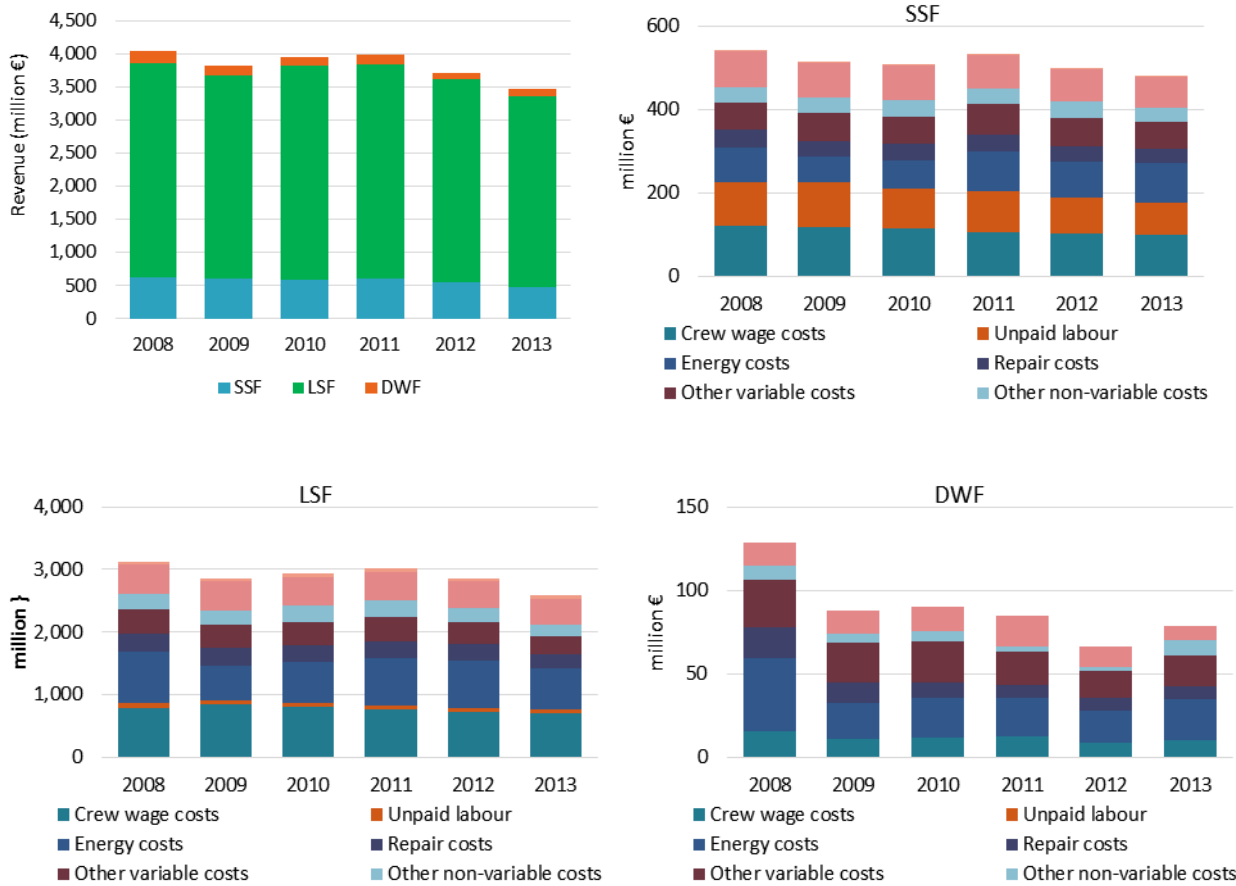 Revenue (million €)
4,500
4,000
3,500
3,000
2,500
2,000
1,500
1,000
500
0
2008 2009 2010 2011 2012 2013
SSF LSF DWF
SSF
million €
600
400
200
0
2008 2009 2010 2011 2012 2013
Crew wage costs Unpaid labour
Energy costs Repair costs
Other variable costs Other non-variable costs
LSF
million }
4,000
3,000
2,000
1,000
0
2008 2009 2010 2011 2012 2013
Crew wage costs Unpaid labour
Energy costs Repair costs
Other variable costs Other non-variable costs
DWF
million €
150
100
50
0
2008 2009 2010 2011 2012 2013
Crew wage costs Unpaid labour
Energy costs Repair costs
Other variable costs Other non-variable costs